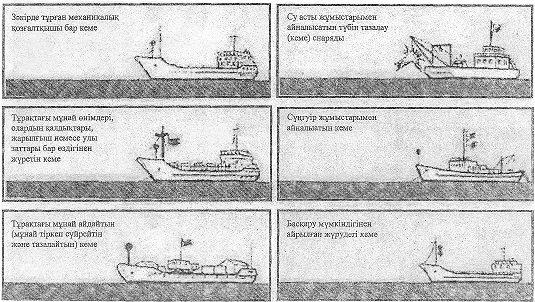 Зәкірде тұрған механикалық
қозғалтқышы бар кеме
Су асты жұмыстарымен
айналысатын түбін тазалау
(кеме) снаряды
Тұрақтағы мұнай өнімдері,
олардың қалдықтары,
жарылғыш немесе улы
заттары бар өздігінен
жүретін кеме
Сүңгуір жұмыстарымен
айналысатын кеме
Тұрақтағы мұнай айдайтын
(мұнай тіркеп сүйрейтін
және тазалайтын) кеме
Басқару мүмкіндігінен
айрылған жүрудегі кеме